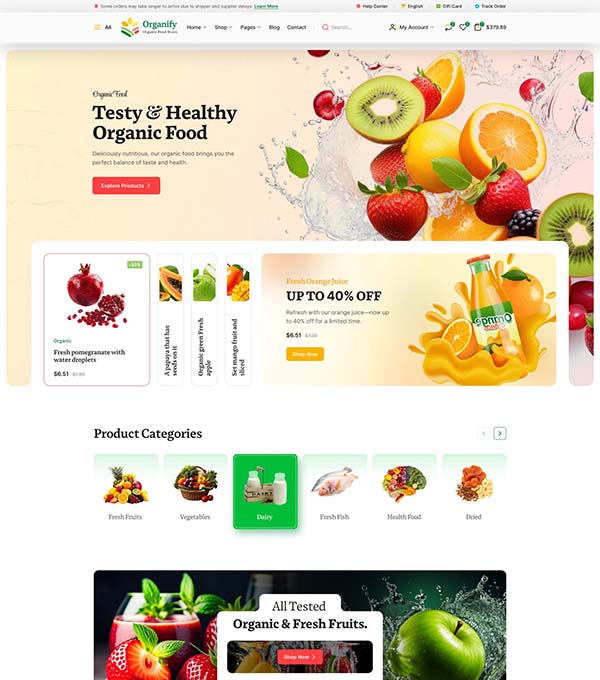 Some orders may take longer to arrive due to shipper and supplier delays. Learn More
Help Center
English
Gift Card
Track Order
All
Organify
Organic Food Store
Home
Shop
Pages
Blog
Contact
Search...
My Account
$379.89
Organic Food
Testy & Healthy
Organic Food
Deliciously nutritious, our organic food brings you the
perfect balance of taste and health.
Explore Products
-50%
Organic
Fresh pomegranate with
water droplets
$6.51 $7.99
A papaya that has
seeds on it
Organic green Fresh
apple
Set mango fruit and
sliced
Fresh Orange Juice
UP TO 40% OFF
Refresh with our orange juice—now up
to 40% off for a limited time.
$6.51 $7.99
Shop Now
Product Categories
Fresh Fruits
Vegetables
DAIRY
Dairy
Fresh Fish
Health Food
Dried
All Tested
Organic & Fresh Fruits.
Shop Now